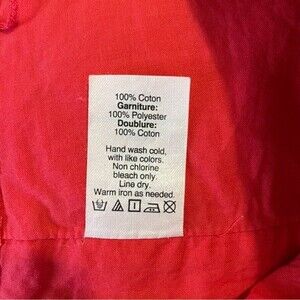 100% Coton
Garniture:
100% Polyester
Doublure:
100% Coton
Hand wash cold,
with like colors.
Non chlorine
bleach only.
Line dry.
Warm iron as needed.